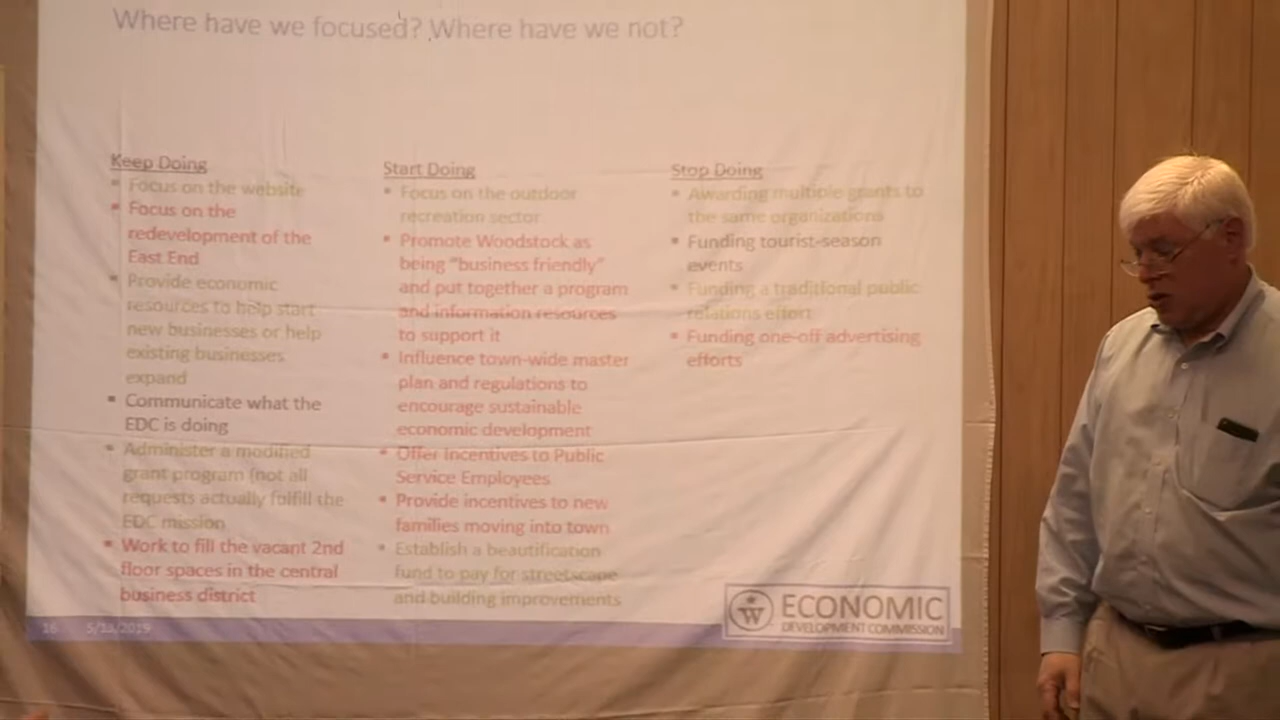 Where have we focused? Where have we not?
Keep Doing
Focus on the website
Focus on the
redevelopment of the
East End
Provide economic
resources to help start
new businesses or help
existing businesses
expand
Communicate what the
EDC is doing
Administer a modified
grant program (not all
requests actually fulfill the
EDC mission
Work to fill the vacant 2nd
floor spaces in the central
business district
Start Doing
Focus on the outdoor
recreation sector
Promote Woodstock as
being "business friendly"
and put together a program
and information resources
to support it
Influence town-wide master
plan and regulations to
encourage sustainable
economic development
Offer Incentives to Public
Service Employees
Provide incentives to new
families moving into town
Establish a beautification
fund to pay for streetscape
and building improvements
Stop Doing
Awarding multiple grants to
the same organizations
Funding tourist-season
events
Funding a traditional public
relations effort
Funding one-off advertising
efforts
16
W
ECONOMIC
DEVELOPMENT COMMISSION